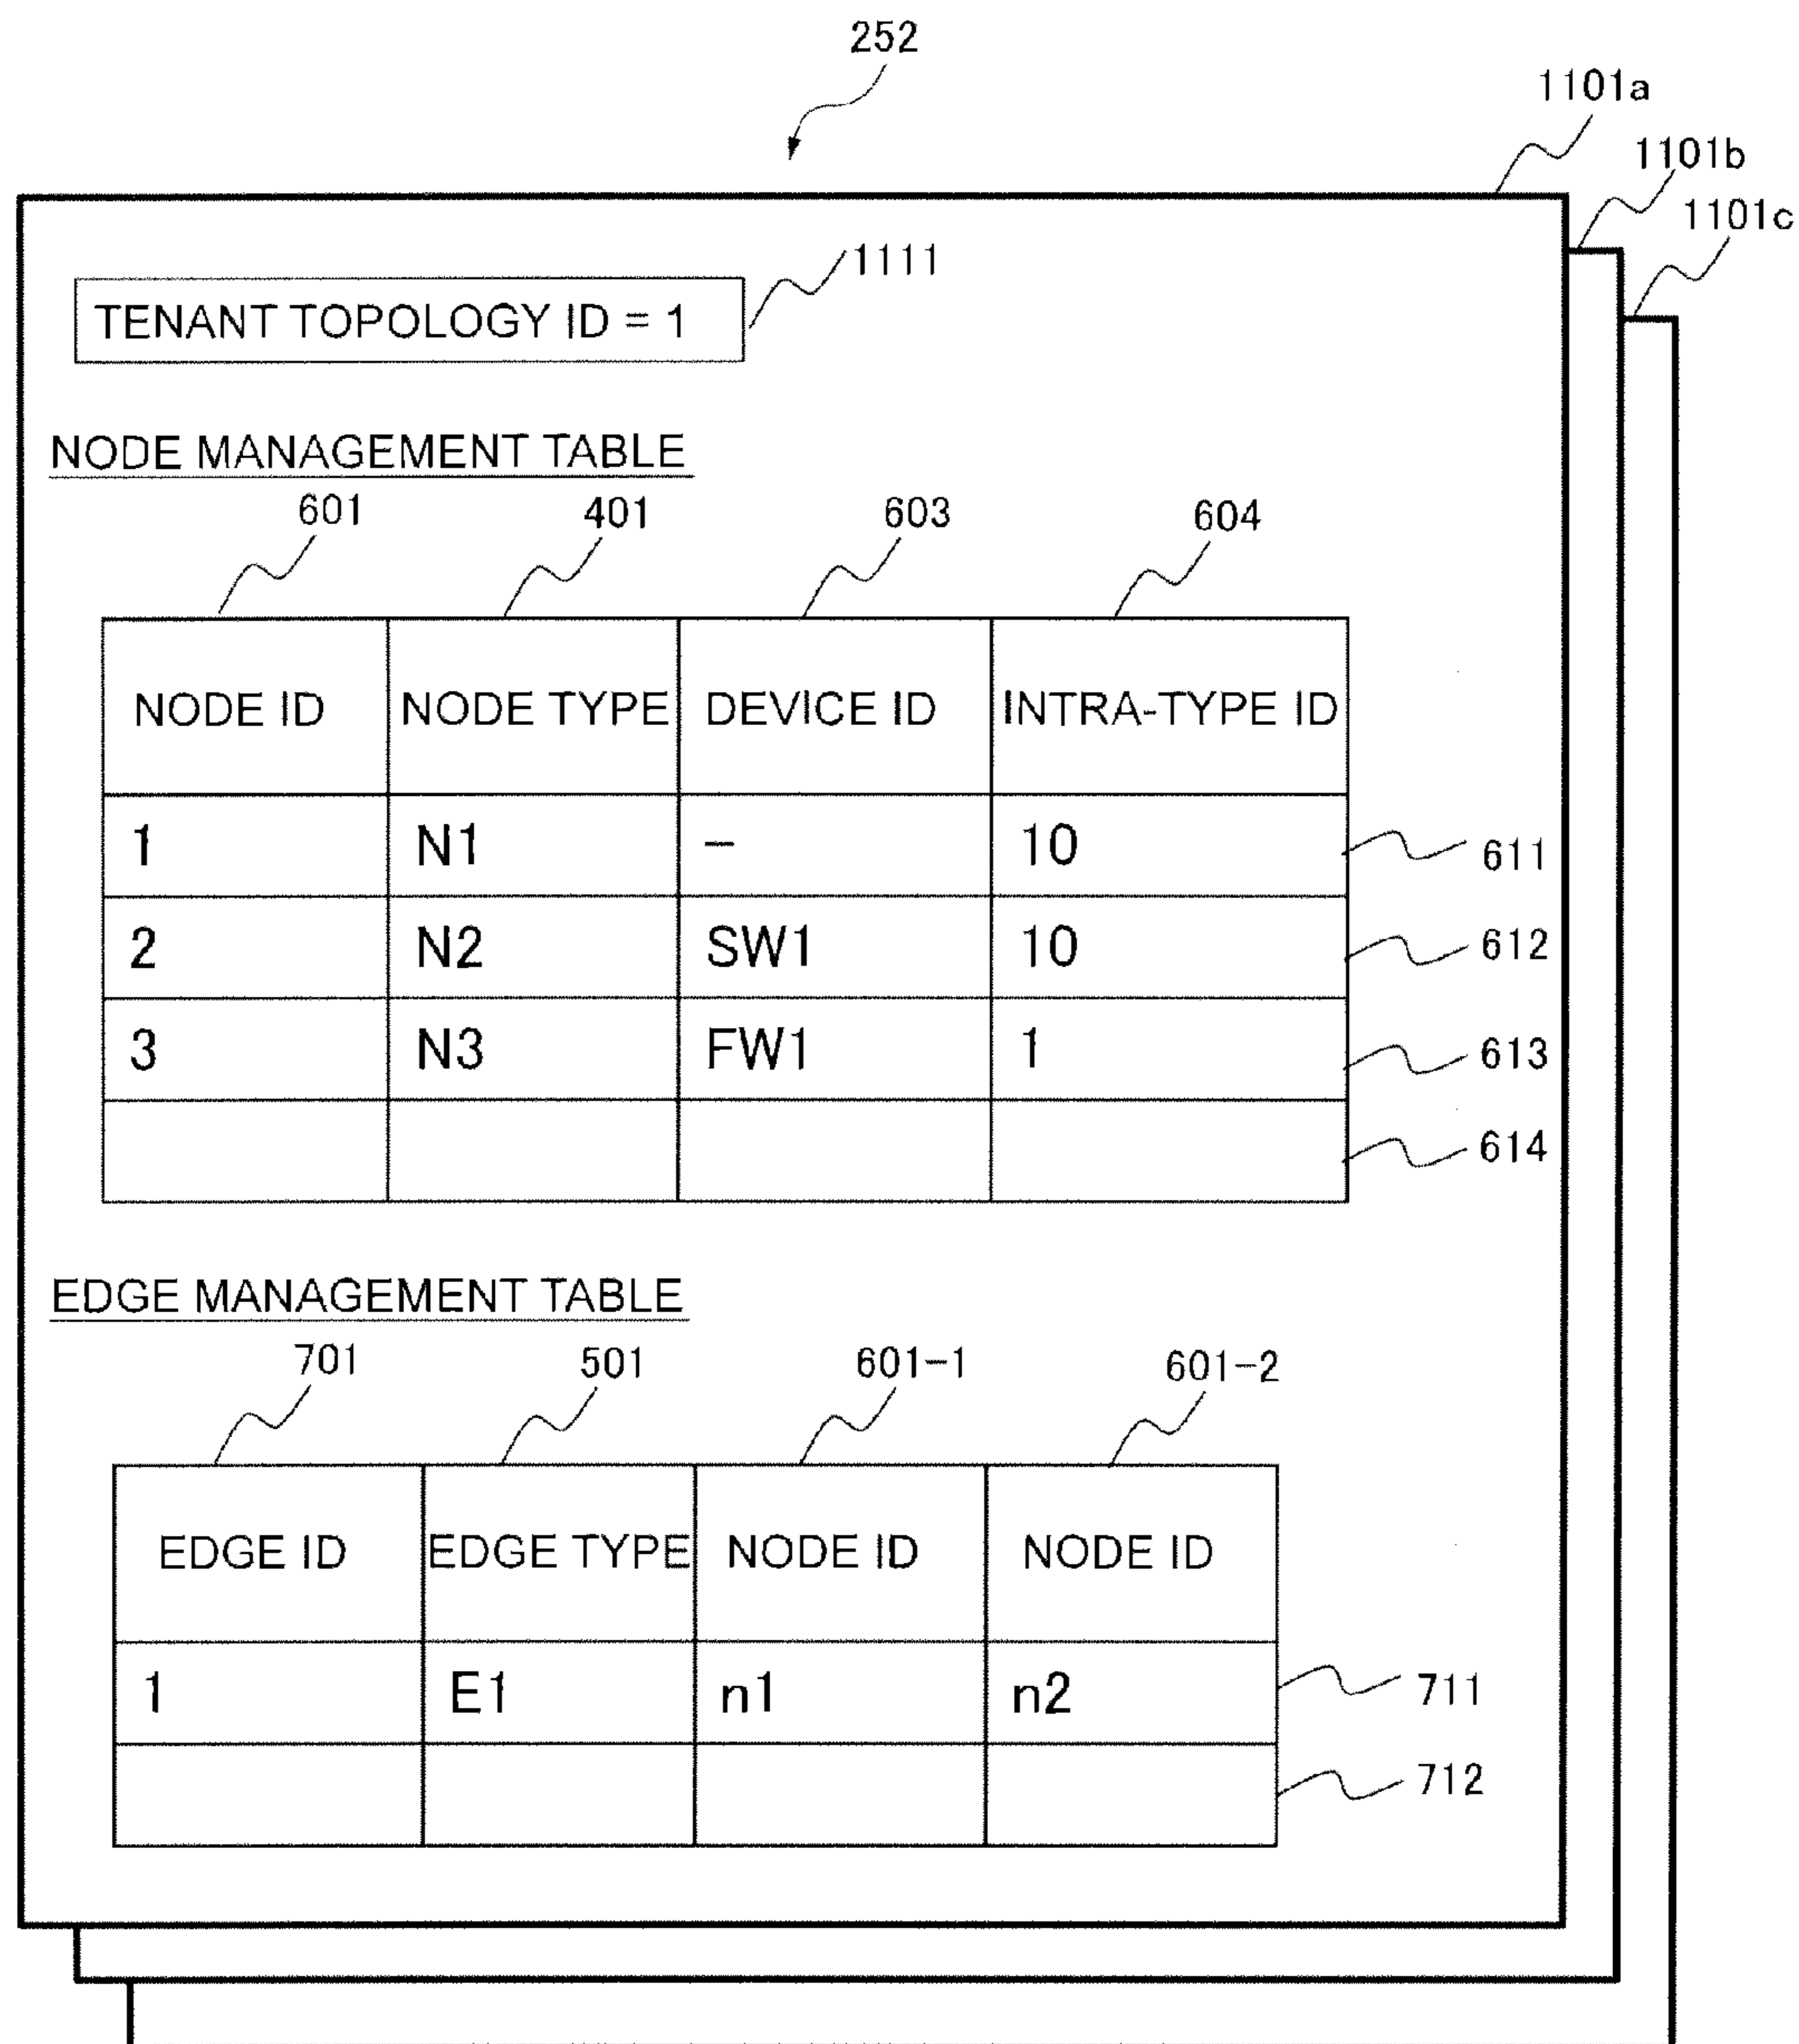 252
1101a
1101b
1101c
1111
TENANT TOPOLOGY ID = 1
NODE MANAGEMENT TABLE
601 401 603 604
NODE ID NODE TYPE DEVICE ID INTRA-TYPE ID
1 N1 – 10 611
2 N2 SW1 10 612
3 N3 FW1 1 613
614
EDGE MANAGEMENT TABLE
701 501 601-1 601-2
EDGE ID EDGE TYPE NODE ID NODE ID
1 E1 n1 n2 711
712